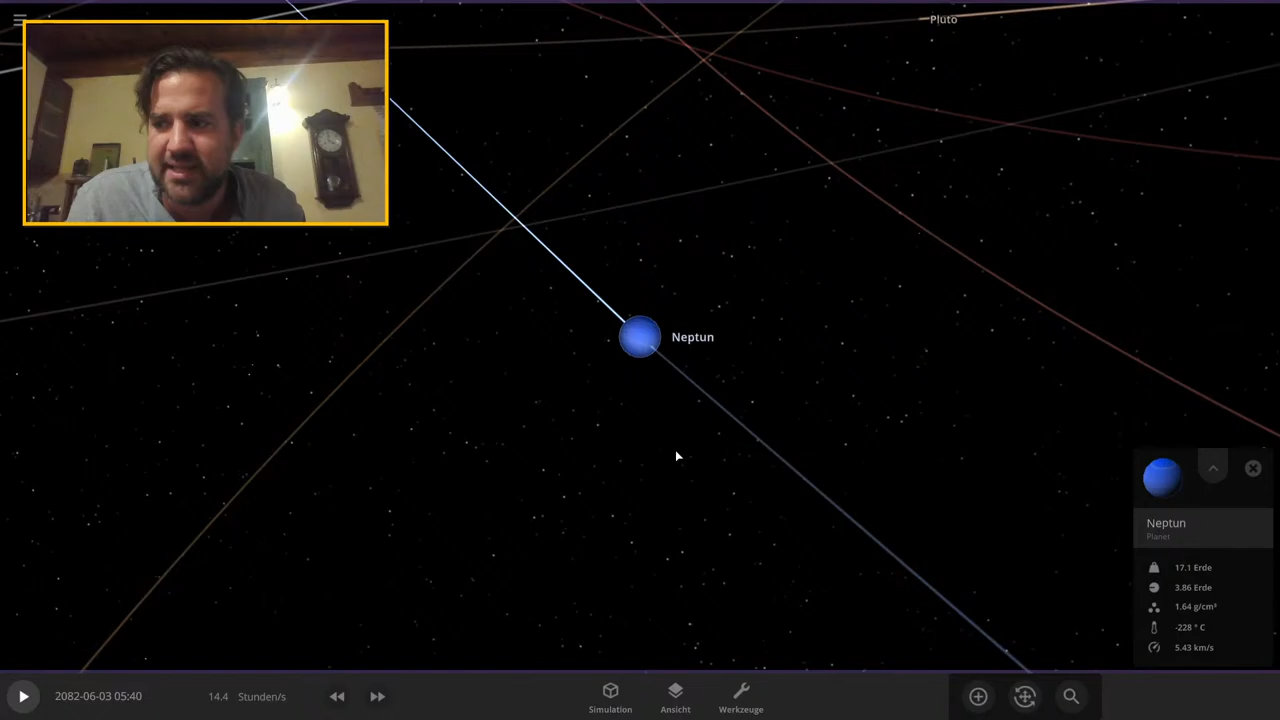 Pluto
Neptun
Neptun
Planet
17.1 Erde
3.86 Erde
1.64 g/cm³
-228 ° C
5.43 km/s
2082-06-03 05:40
14.4 Stunden/s
Simulation
Ansicht
Werkzeuge